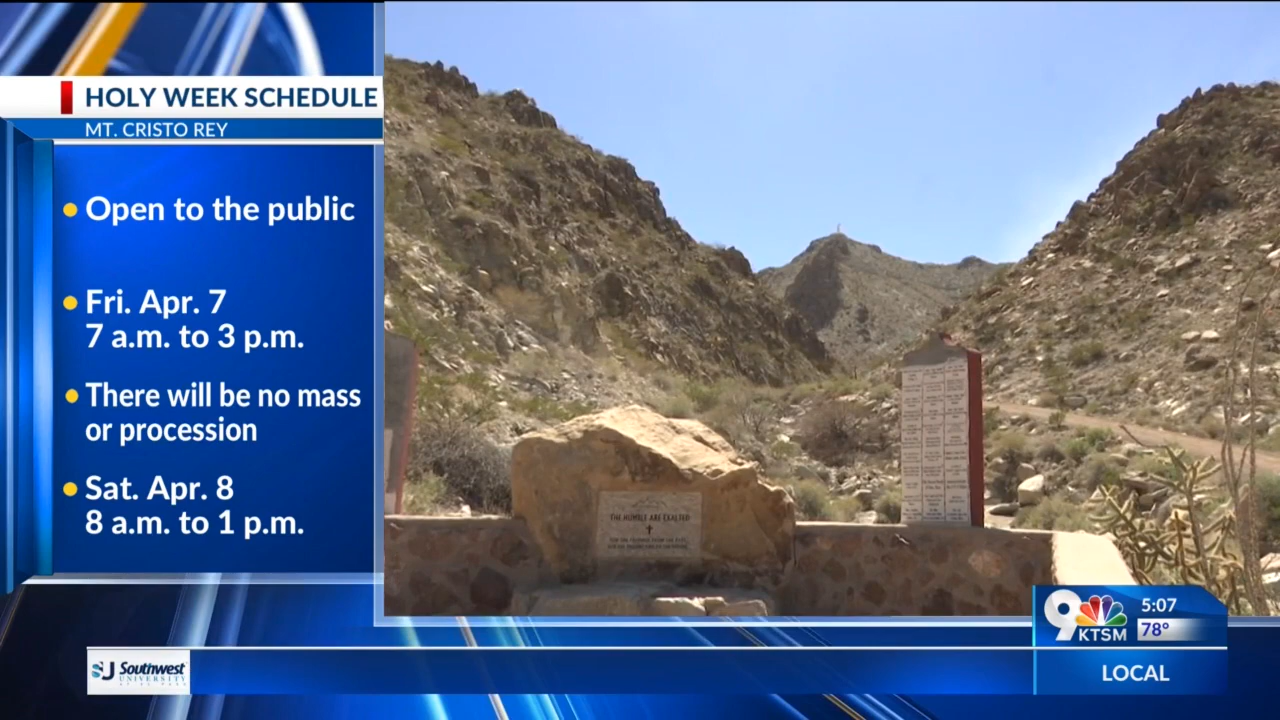 HOLY WEEK SCHEDULE
MT. CRISTO REY
Open to the public
Fri. Apr. 7
7 a.m. to 3 p.m.
There will be no mass
or procession
Sat. Apr. 8
8 a.m. to 1 p.m.
THE HUMBLE ARE EXALTED
9
KTSM
5:07
78°
LOCAL
SU Southwest
UNIVERSITY